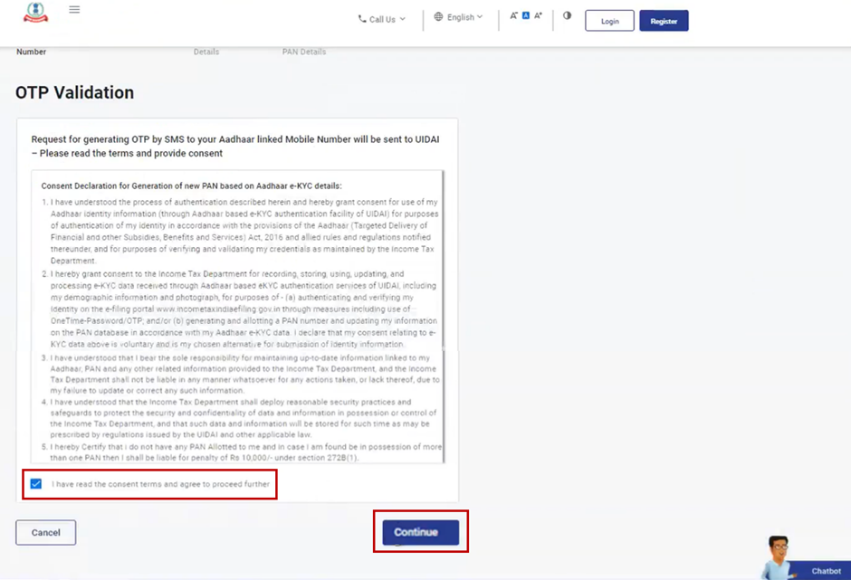 Call Us
English
A- A A+
Login
Register
Number
Details
PAN Details
OTP Validation
Request for generating OTP by SMS to your Aadhaar linked Mobile Number will be sent to UIDAI
– Please read the terms and provide consent
Consent Declaration for Generation of new PAN based on Aadhaar e-KYC details:
1. I have understood the process of authentication described herein and hereby grant consent for use of my
Aadhaar identity information (through Aadhaar based e-KYC authentication facility of UIDAI) for purposes
of authentication of my identity in accordance with the provisions of the Aadhaar (Targeted Delivery of
Financial and other Subsidies, Benefits and Services) Act, 2016 and allied rules and regulations notified
thereunder, and for purposes of verifying and validating my credentials as maintained by the Income Tax
Department.
2. I hereby grant consent to the Income Tax Department for recording, storing, using, updating, and
processing e-KYC data received through Aadhaar based eKYC authentication services of UIDAI, including
my demographic information and photograph, for purposes of - (a) authenticating and verifying my
Identity on the e-filing portal www.incometaxindiaefiling.gov.in through measures including use of
OneTime-Password/OTP; and/or (b) generating and allotting a PAN number and updating my information
on the PAN database in accordance with my Aadhaar e-KYC data. I declare that my consent relating to e-
KYC data above is voluntary and is my chosen alternative for submission of identity information.
3. I have understood that I bear the sole responsibility for maintaining up-to-date information linked to my
Aadhaar, PAN and any other related information provided to the Income Tax Department, and the Income
Tax Department shall not be liable in any manner whatsoever for any actions taken, or lack thereof, due to
my failure to update or correct any such information.
4. I have understood that the Income Tax Department shall deploy reasonable security practices and
safeguards to protect the security and confidentiality of data and information in possession or control of
the Income Tax Department, and that such data and information will be stored for such time as may be
prescribed by regulations issued by the UIDAI and other applicable law.
5. I hereby Certify that i do not have any PAN Allotted to me and in case I am found be in possession of more
than one PAN then I shall be liable for penalty of Rs 10,000/- under section 272B(1).
I have read the consent terms and agree to proceed further
Cancel
Continue
Chatbot